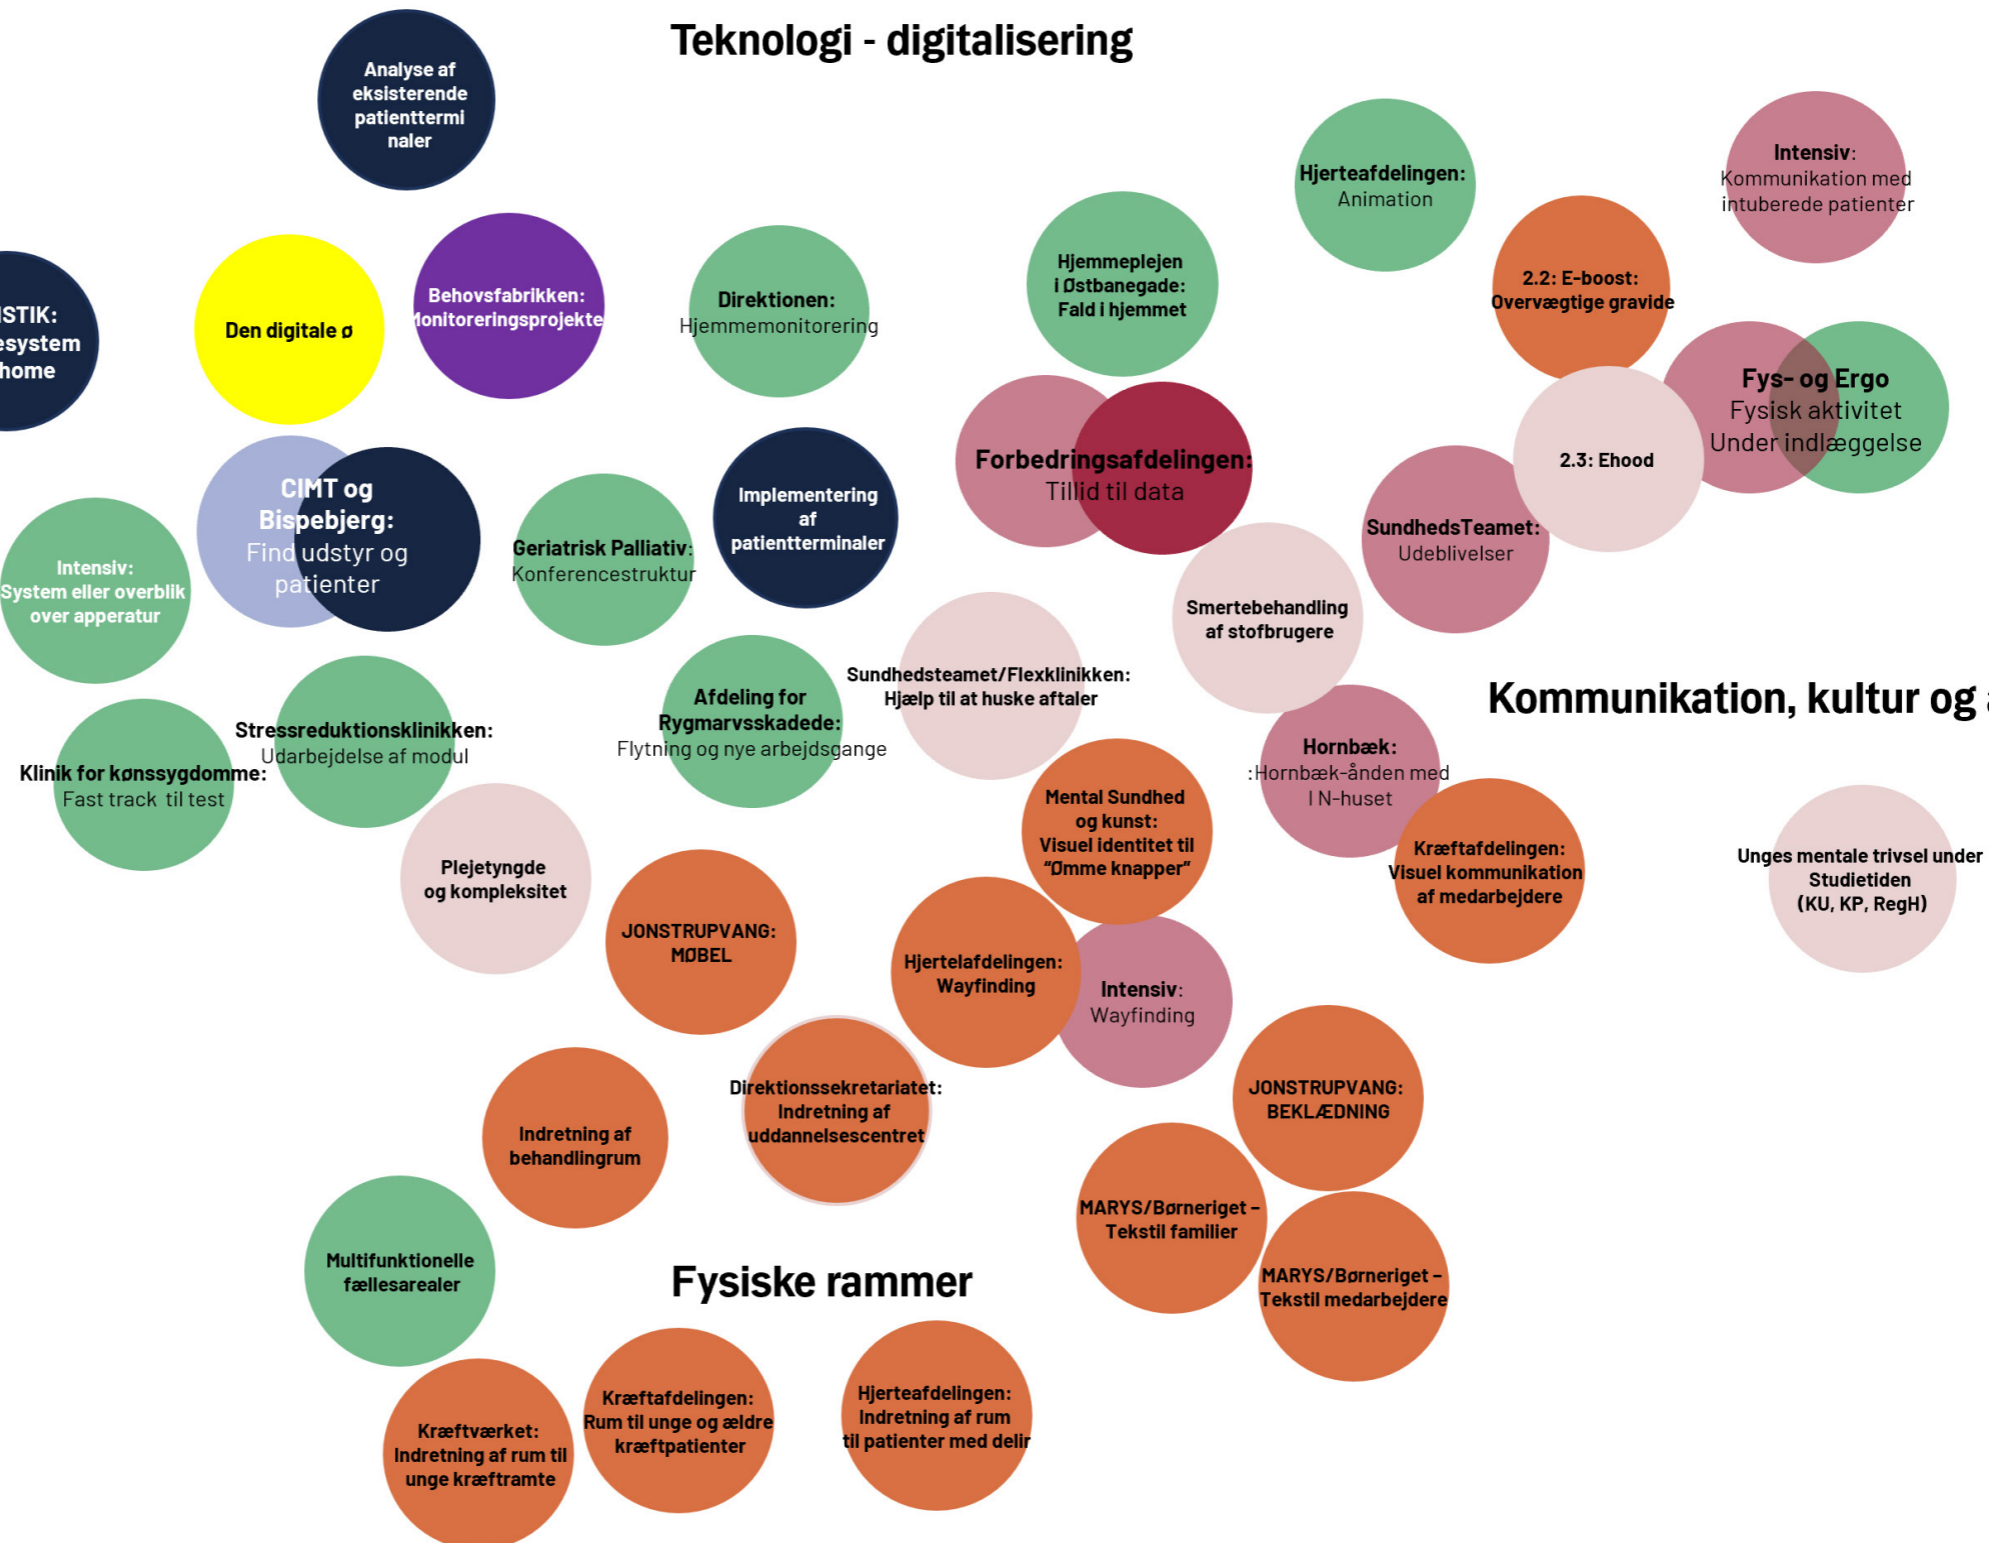 Teknologi - digitalisering
Analyse af
eksisterende
patienttermi
naler
Hjerteafdelingen:
Animation
Intensiv:
Kommunikation med
intuberede patienter
Den digitale ø
Behovsfabrikken:
Monitoreringsprojekte
Direktionen:
Hjemmemonitorering
Hjemmeplejen
i Østbanegade:
Fald i hjemmet
2.2: E-boost:
Overvægtige gravide
ISTIK:
esystem
home
Fys- og Ergo
Fysisk aktivitet
Under indlæggelse
2.3: Ehood
Forbedringsafdelingen:
Tillid til data
SundhedsTeamet:
Udeblivelser
CIMT og
Bispebjerg:
Find udstyr og
patienter
Implementering
af
patientterminaler
Geriatrisk Palliativ:
Konferencestruktur
Intensiv:
System eller overblik
over apperatur
Smertebehandling
af stofbrugere
Sundhedsteamet/Flexklinikken:
Hjælp til at huske aftaler
Kommunikation, kultur og
Stressreduktionsklinikken:
Udarbejdelse af modul
Afdeling for
Rygmarvsskadede:
Flytning og nye arbejdsgange
Klinik for kønssygdomme:
Fast track til test
Hornbæk:
:Hornbæk-ånden med
I N-huset
Mental Sundhed
og kunst:
Visuel identitet til
“Ømme knapper”
Kræftafdelingen:
Visuel kommunikation
af medarbejdere
Unges mentale trivsel under
Studietiden
(KU, KP, RegH)
Plejetyngde
og kompleksitet
JONSTRUPVANG:
MØBEL
Hjertelafdelingen:
Wayfinding
Intensiv:
Wayfinding
Direktionssekretariatet:
Indretning af
uddannelsescentret
JONSTRUPVANG:
BEKLÆDNING
Indretning af
behandlingrum
MARYS/Børneriget –
Tekstil familier
Multifunktionelle
fællesarealer
Fysiske rammer
MARYS/Børneriget –
Tekstil medarbejdere
Kræftværket:
Indretning af rum til
unge kræftramte
Kræftafdelingen:
Rum til unge og ældre
kræftpatienter
Hjerteafdelingen:
Indretning af rum
til patienter med delir